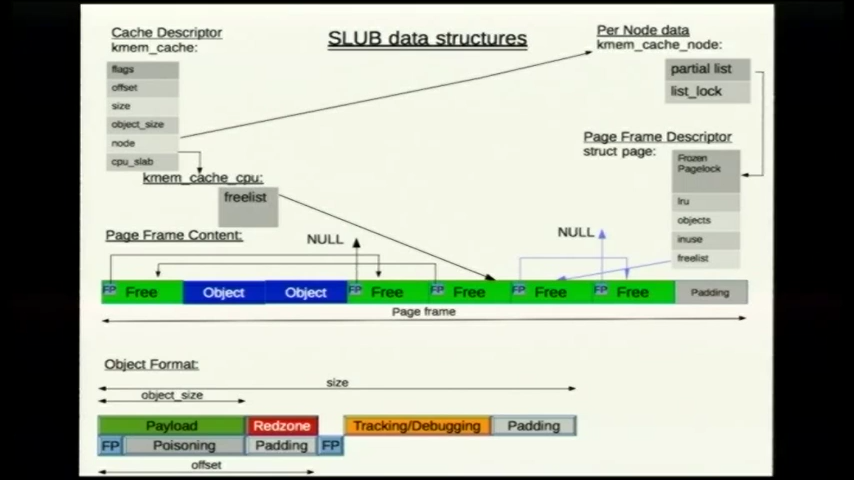 SLUB data structures
Cache Descriptor
kmem_cache:
flags
offset
size
object_size
node
cpu_slab
Per Node data
kmem_cache_node:
partial list
list_lock
Page Frame Descriptor
struct page:
Frozen
Pagelock
lru
objects
inuse
freelist
kmem_cache_cpu:
freelist
Page Frame Content:
NULL
NULL
FP Free Object Object FP Free FP Free FP Free FP Free Padding
Page frame
Object Format:
size
object_size
Payload Redzone Tracking/Debugging Padding
FP Poisoning Padding FP
offset